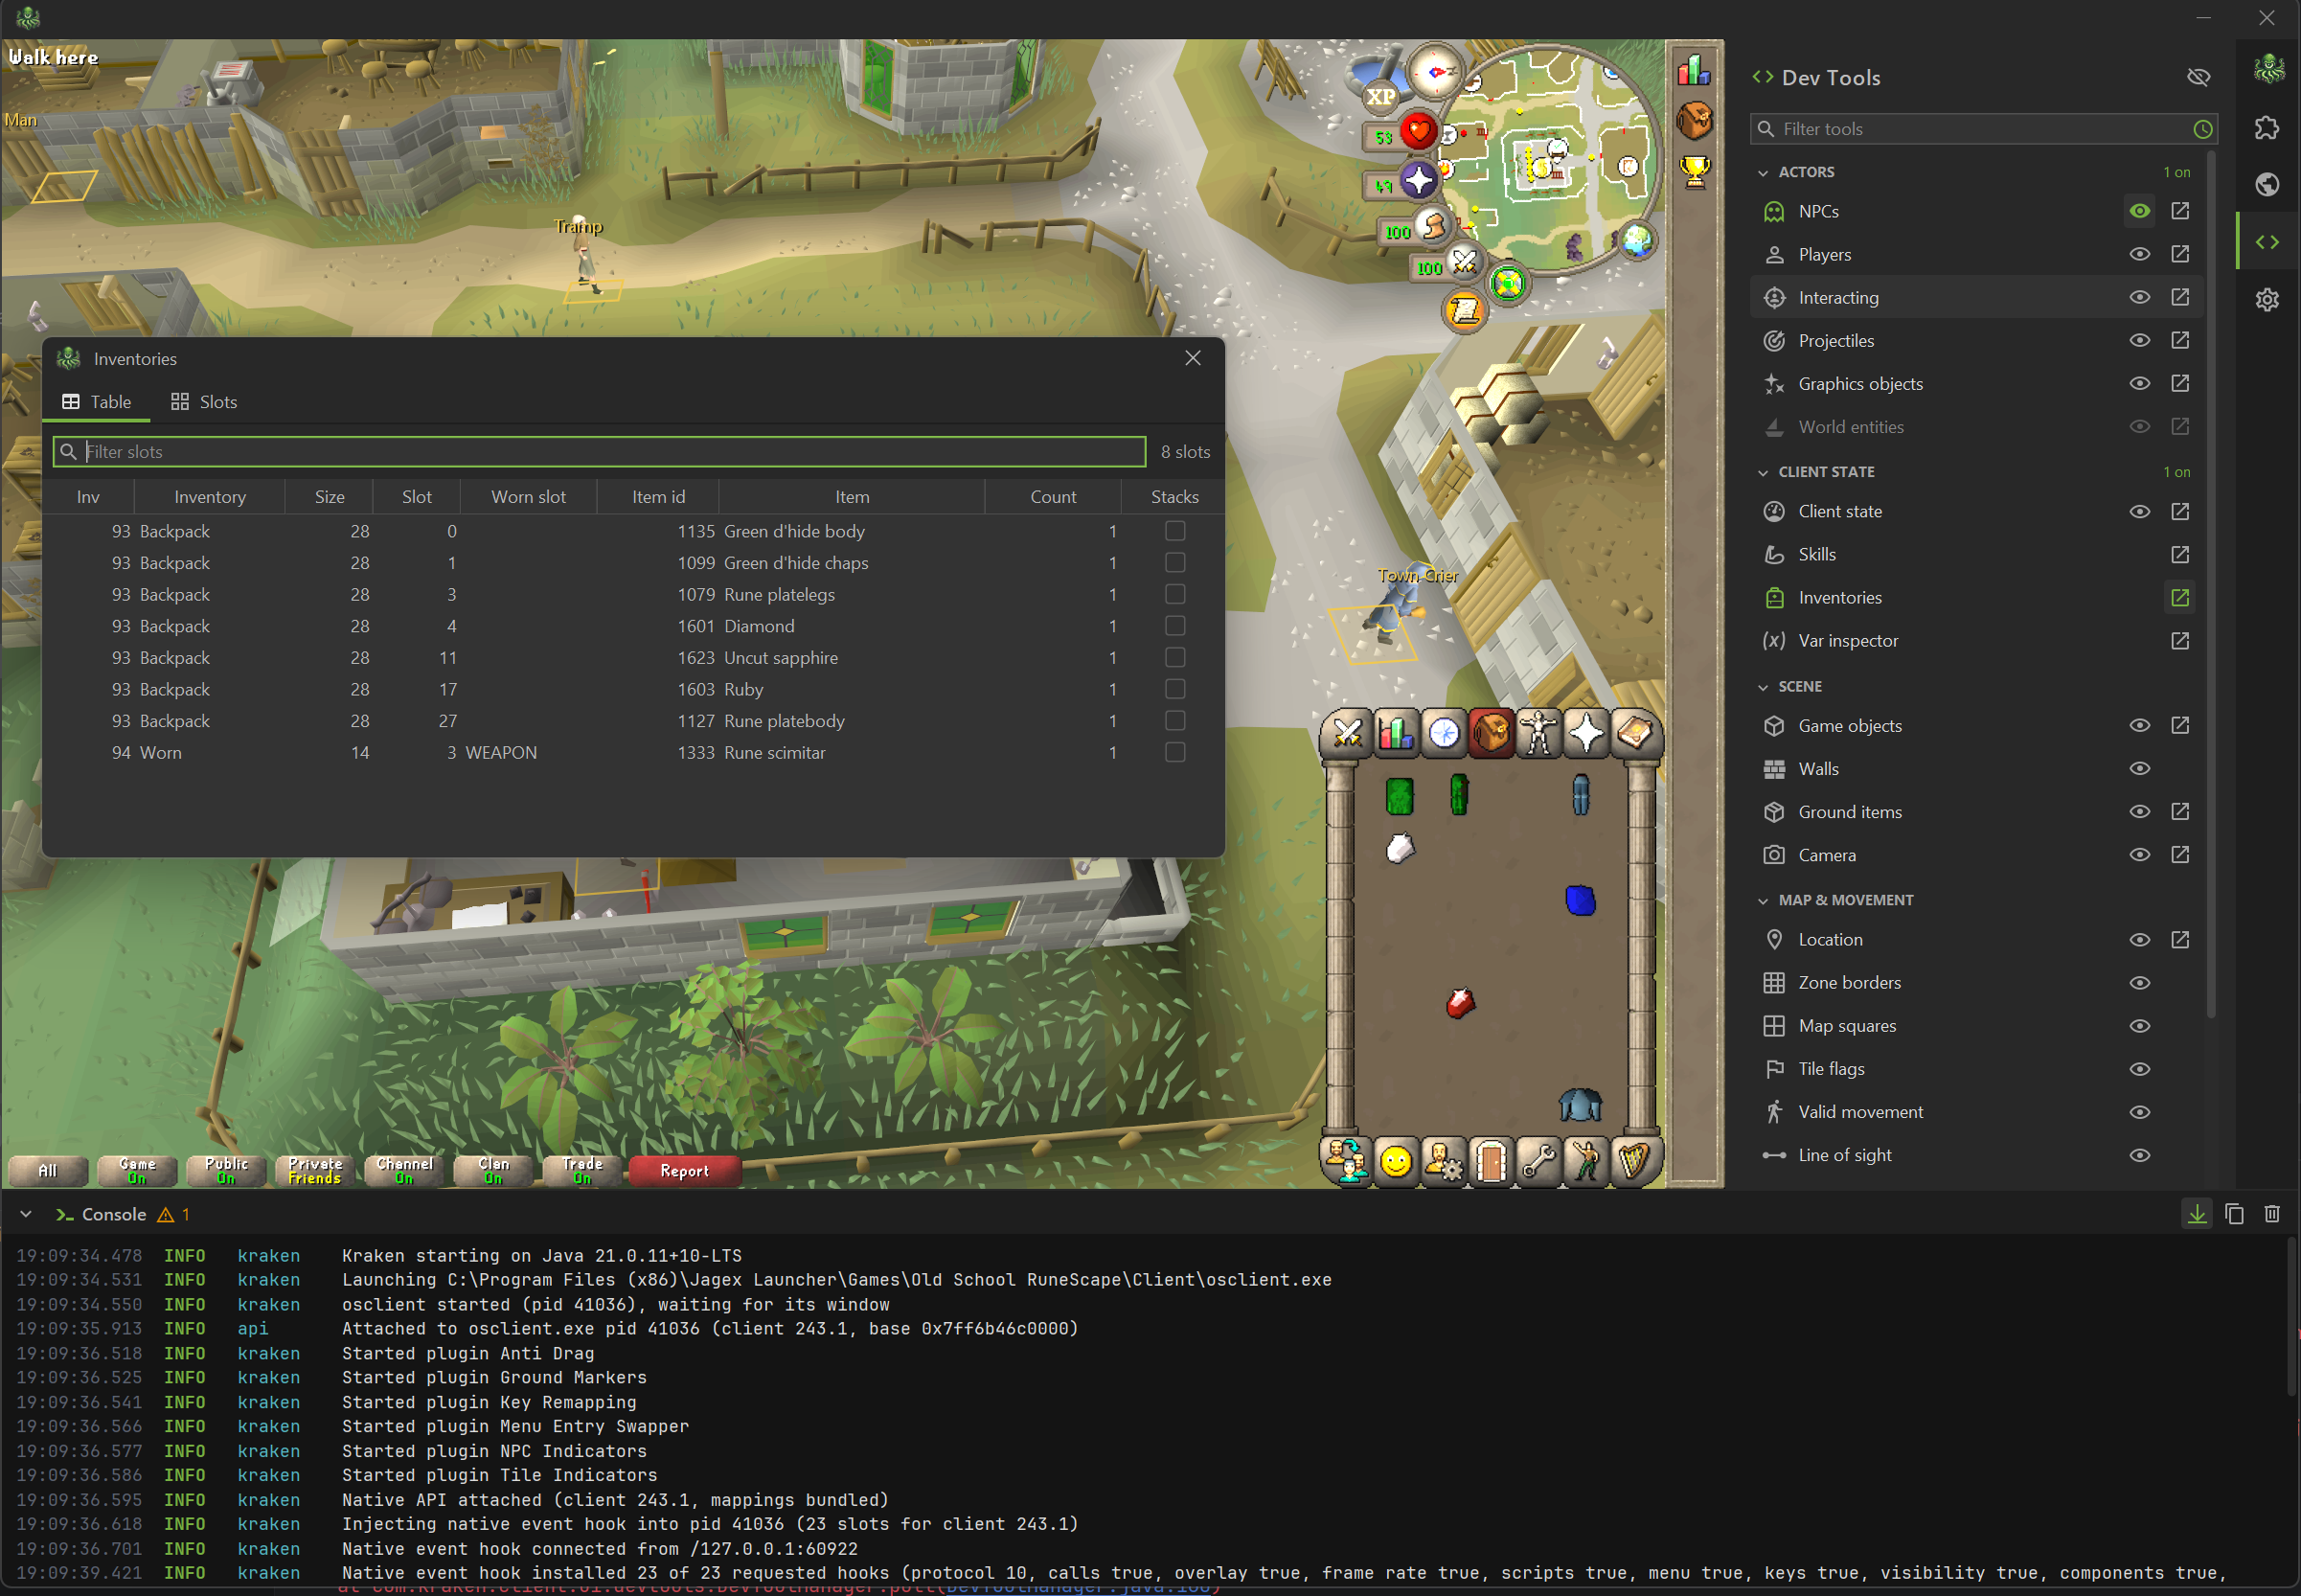 Walk here
Man
Tramp
Town Crier
XP
53
49
100
100
Inventories
Table
Slots
Filter slots
8 slots
Inv Inventory Size Slot Worn slot Item id Item Count Stacks
93 Backpack 28 0 1135 Green d'hide body 1
93 Backpack 28 1 1099 Green d'hide chaps 1
93 Backpack 28 3 1079 Rune platelegs 1
93 Backpack 28 4 1601 Diamond 1
93 Backpack 28 11 1623 Uncut sapphire 1
93 Backpack 28 17 1603 Ruby 1
93 Backpack 28 27 1127 Rune platebody 1
94 Worn 14 3 WEAPON 1333 Rune scimitar 1
All
Game
On
Public
On
Private
Friends
Channel
On
Clan
On
Trade
On
Report
Dev Tools
Filter tools
ACTORS 1 on
NPCs
Players
Interacting
Projectiles
Graphics objects
World entities
CLIENT STATE 1 on
Client state
Skills
Inventories
(x) Var inspector
SCENE
Game objects
Walls
Ground items
Camera
MAP & MOVEMENT
Location
Zone borders
Map squares
Tile flags
Valid movement
Line of sight
Console 1
19:09:34.478 INFO kraken Kraken starting on Java 21.0.11+10-LTS
19:09:34.531 INFO kraken Launching C:\Program Files (x86)\Jagex Launcher\Games\Old School RuneScape\Client\osclient.exe
19:09:34.550 INFO kraken osclient started (pid 41036), waiting for its window
19:09:35.913 INFO api Attached to osclient.exe pid 41036 (client 243.1, base 0x7ff6b46c0000)
19:09:36.518 INFO kraken Started plugin Anti Drag
19:09:36.525 INFO kraken Started plugin Ground Markers
19:09:36.541 INFO kraken Started plugin Key Remapping
19:09:36.566 INFO kraken Started plugin Menu Entry Swapper
19:09:36.577 INFO kraken Started plugin NPC Indicators
19:09:36.586 INFO kraken Started plugin Tile Indicators
19:09:36.595 INFO kraken Native API attached (client 243.1, mappings bundled)
19:09:36.618 INFO kraken Injecting native event hook into pid 41036 (23 slots for client 243.1)
19:09:36.701 INFO kraken Native event hook connected from /127.0.0.1:60922
19:09:39.421 INFO kraken Native event hook installed 23 of 23 requested hooks (protocol 10, calls true, overlay true, frame rate true, scripts true, menu true, keys true, visibility true, components true,